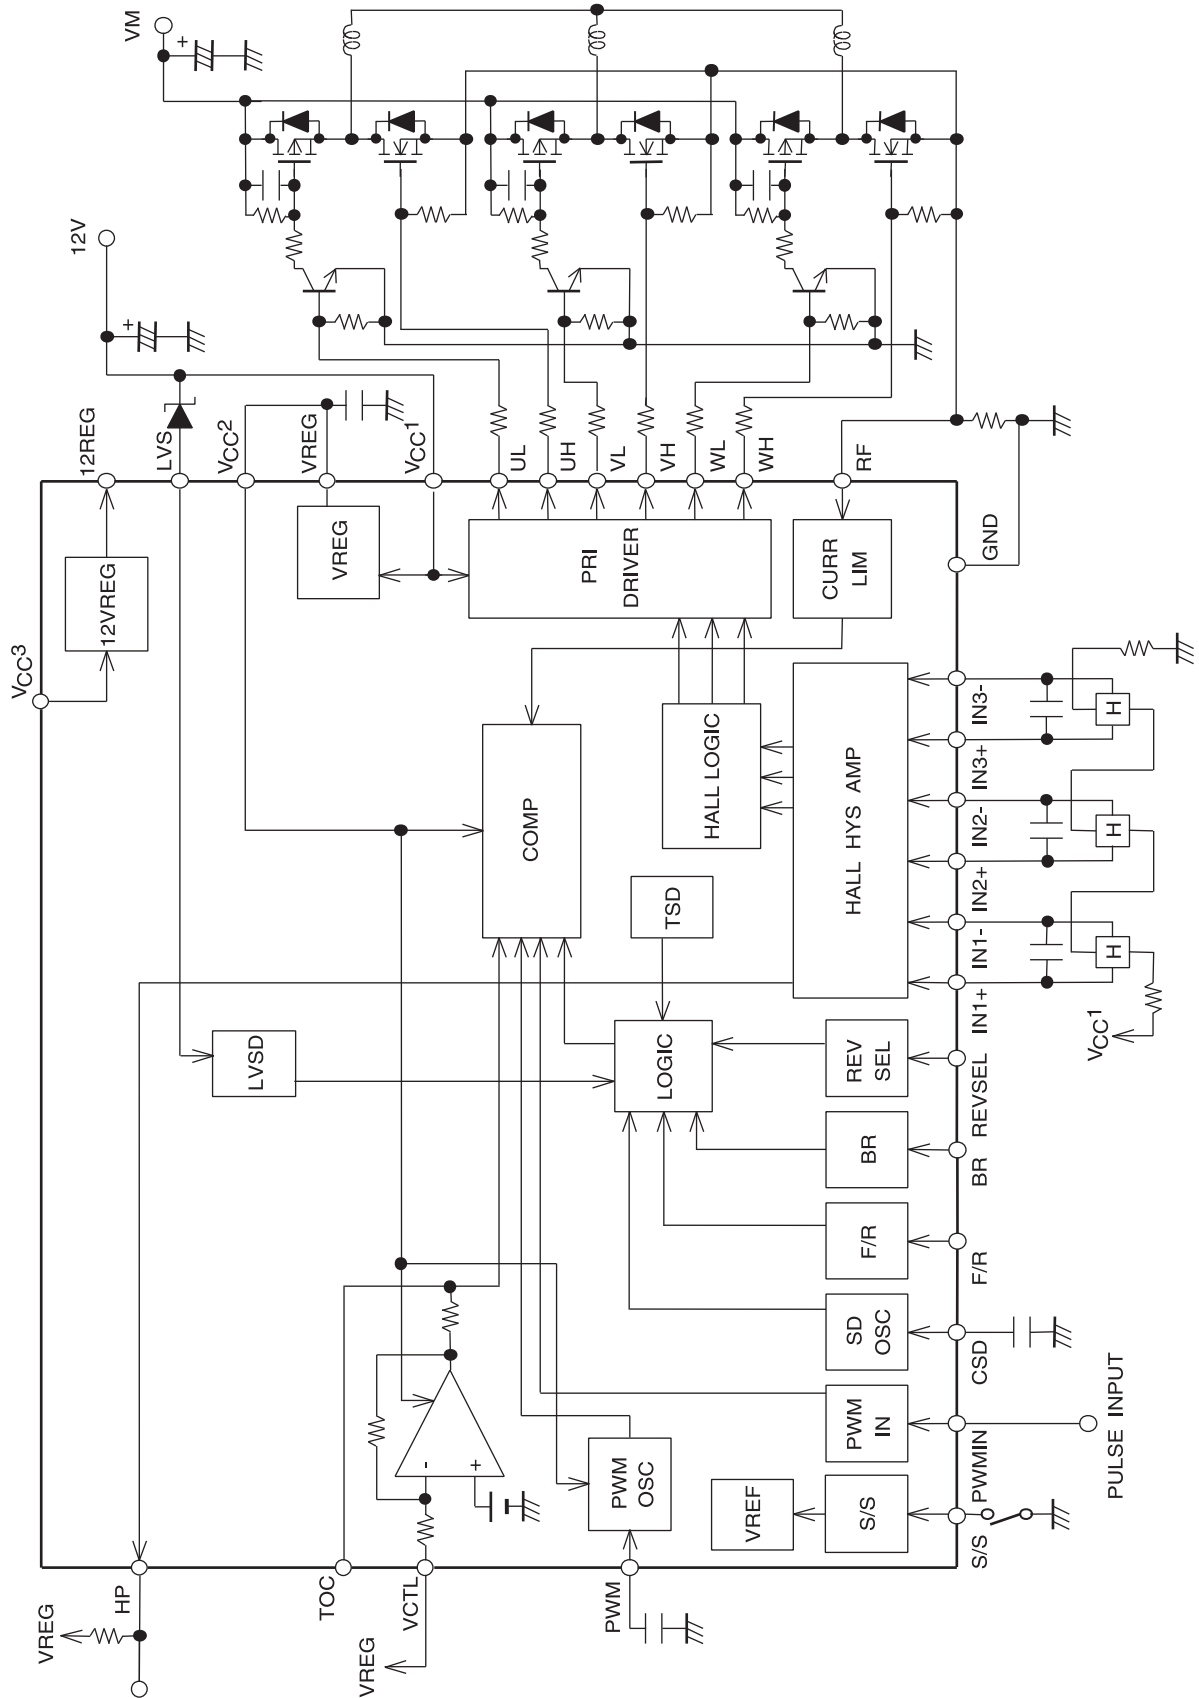 VREG
HP
TOC
VCTL
VREG
PWM
-
+
PWM
OSC
VREF
S/S
S/S
PWM
IN
PWMIN
PULSE INPUT
SD
OSC
CSD
F/R
F/R
BR
BR
REV
SEL
REVSEL
LOGIC
LVSD
TSD
COMP
HALL LOGIC
HALL HYS AMP
IN1+
IN1-
IN2+
IN2-
IN3+
IN3-
H
H
H
VCC1
VCC3
12VREG
VREG
PRI
DRIVER
CURR
LIM
GND
12REG
LVS
VCC2
VREG
VCC1
UL
UH
VL
VH
WL
WH
RF
12V
+
VM
+